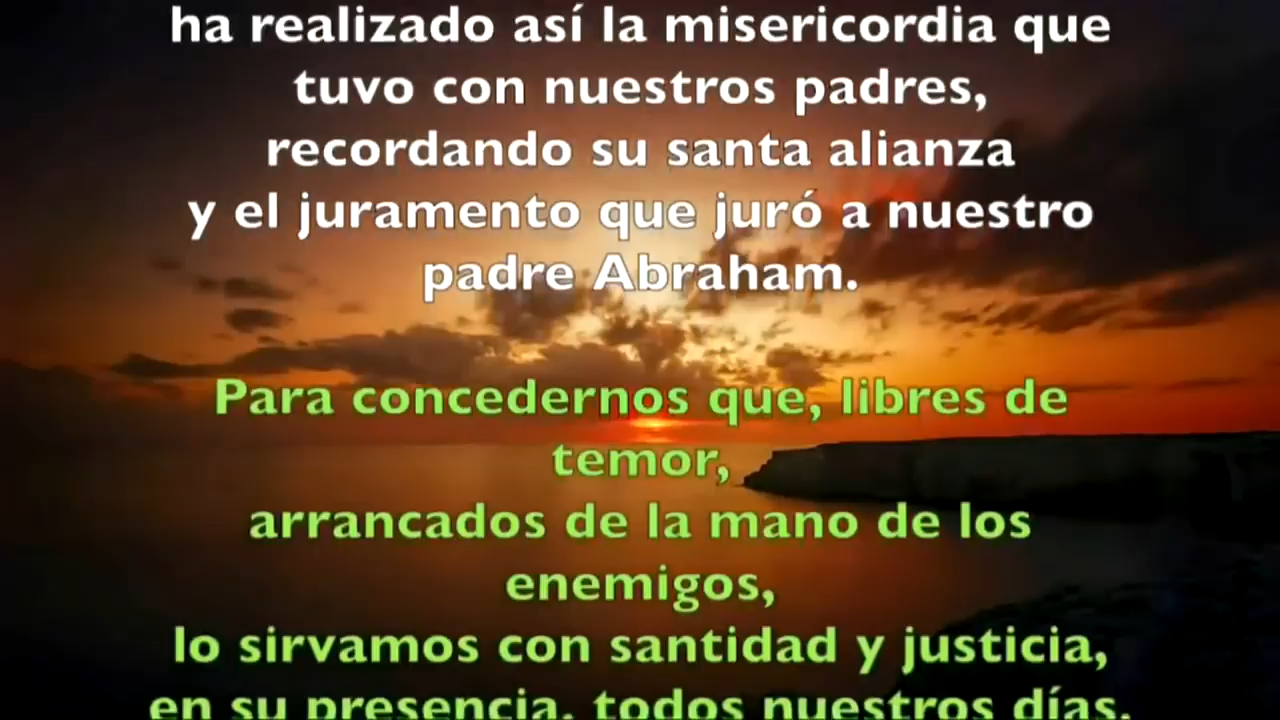 ha realizado así la misericordia que
tuvo con nuestros padres,
recordando su santa alianza
y el juramento que juró a nuestro
padre Abraham.
Para concedernos que, libres de
temor,
arrancados de la mano de los
enemigos,
lo sirvamos con santidad y justicia,
en su presencia, todos nuestros días.